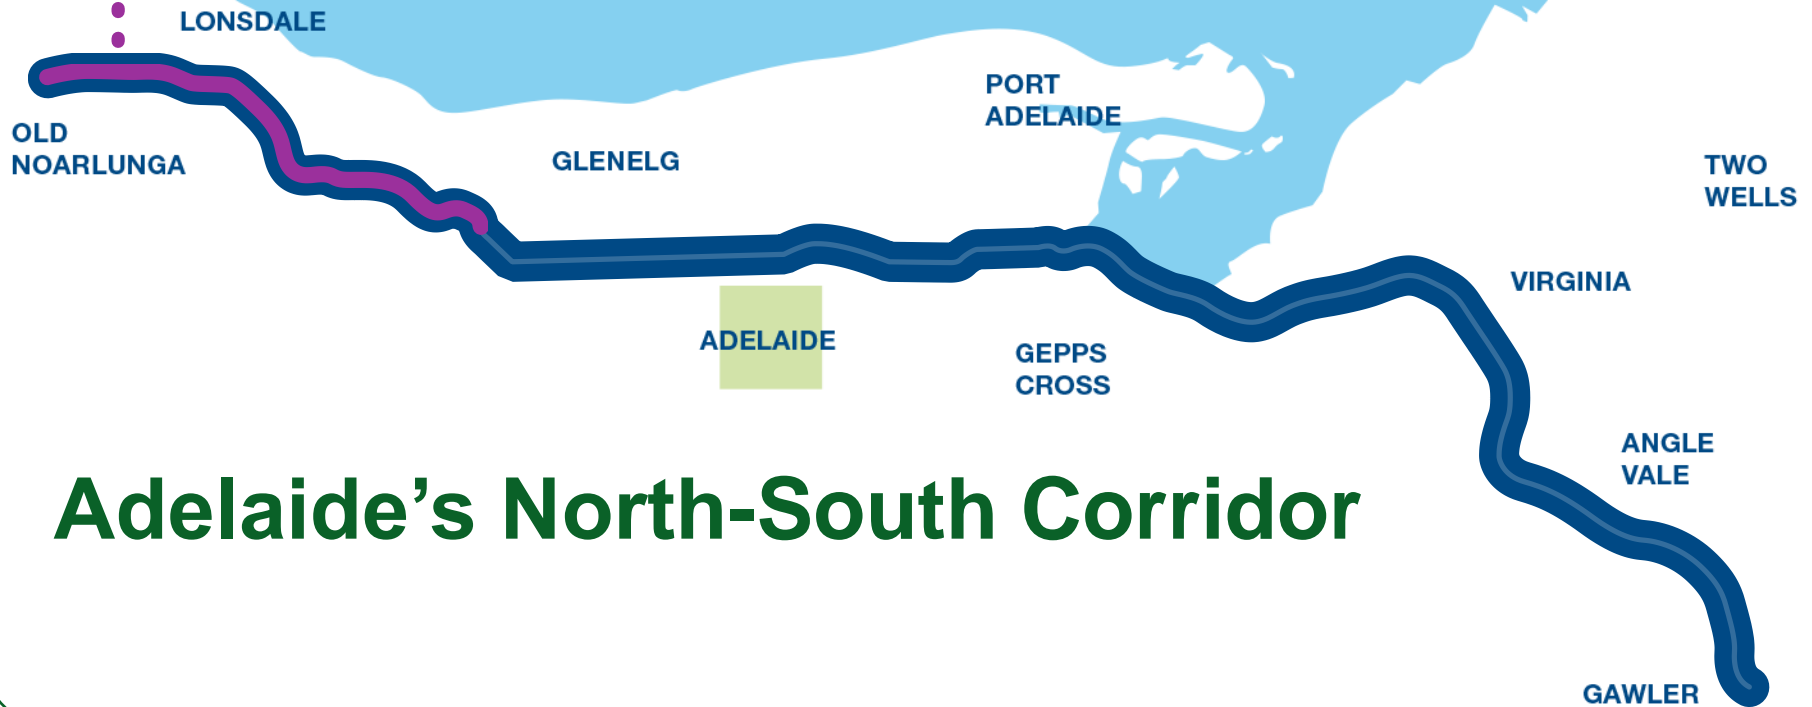 LONSDALE
OLD
NOARLUNGA
GLENELG
PORT
ADELAIDE
TWO
WELLS
VIRGINIA
ADELAIDE
GEPPS
CROSS
ANGLE
VALE
Adelaide’s North-South Corridor
GAWLER